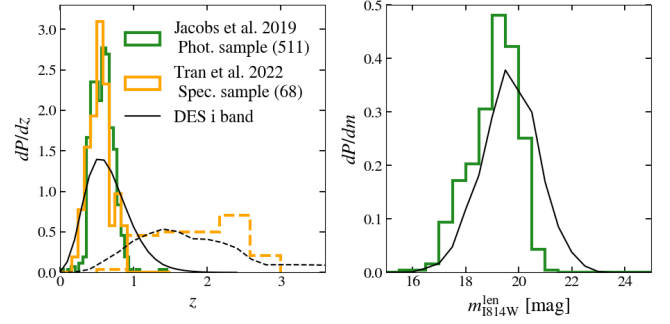 Jacobs et al. 2019
Phot. sample (511)
Tran et al. 2022
Spec. sample (68)
DES i band
dP/dz
3.0
2.5
2.0
1.5
1.0
0.5
0.0
0
1
2
3
z
dP/dm
0.5
0.4
0.3
0.2
0.1
0.0
16
18
20
22
24
m^len_I814W [mag]